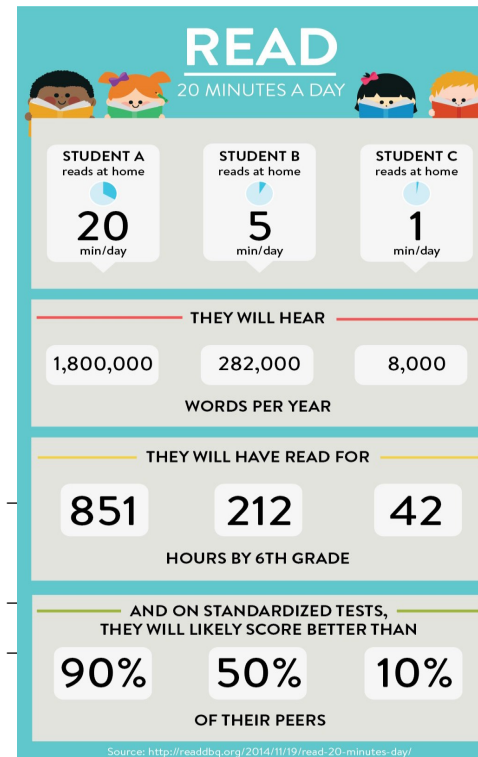 READ
20 MINUTES A DAY
STUDENT A
reads at home
20
min/day
STUDENT B
reads at home
5
min/day
STUDENT C
reads at home
1
min/day
THEY WILL HEAR
1,800,000 282,000 8,000
WORDS PER YEAR
THEY WILL HAVE READ FOR
851 212 42
HOURS BY 6TH GRADE
AND ON STANDARDIZED TESTS,
THEY WILL LIKELY SCORE BETTER THAN
90% 50% 10%
OF THEIR PEERS
Source: http://readdbq.org/2014/11/19/read-20-minutes-day/